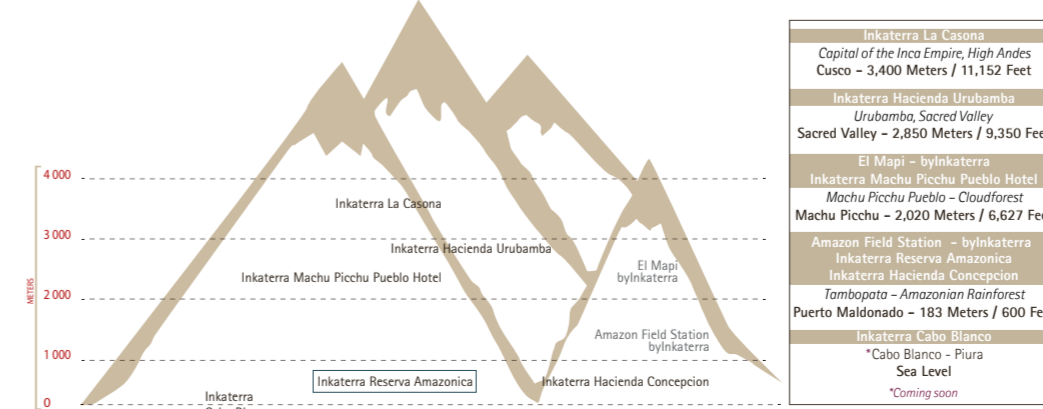 4 000
3 000
2 000
1 000
0
METERS
Inkaterra La Casona
Inkaterra Hacienda Urubamba
Inkaterra Machu Picchu Pueblo Hotel
El Mapi
byInkaterra
Amazon Field Station
byInkaterra
Inkaterra Reserva Amazonica
Inkaterra Hacienda Concepcion
Inkaterra
Inkaterra La Casona
Capital of the Inca Empire, High Andes
Cusco – 3,400 Meters / 11,152 Feet
Inkaterra Hacienda Urubamba
Urubamba, Sacred Valley
Sacred Valley – 2,850 Meters / 9,350 Fee
El Mapi – byInkaterra
Inkaterra Machu Picchu Pueblo Hotel
Machu Picchu Pueblo – Cloudforest
Machu Picchu – 2,020 Meters / 6,627 Fee
Amazon Field Station – byInkaterra
Inkaterra Reserva Amazonica
Inkaterra Hacienda Concepcion
Tambopata – Amazonian Rainforest
Puerto Maldonado – 183 Meters / 600 Fe
Inkaterra Cabo Blanco
*Cabo Blanco - Piura
Sea Level
*Coming soon